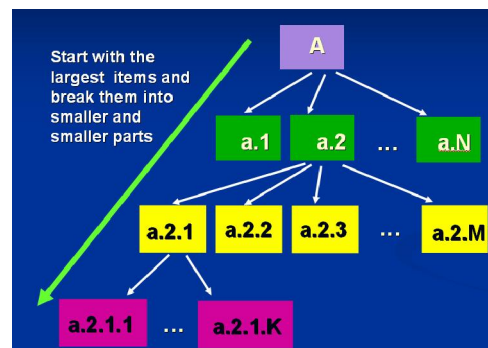 A
Start with the
largest items and
break them into
smaller and
smaller parts
a.1 a.2 ... a.N
a.2.1 a.2.2 a.2.3 ... a.2.M
a.2.1.1 ... a.2.1.K